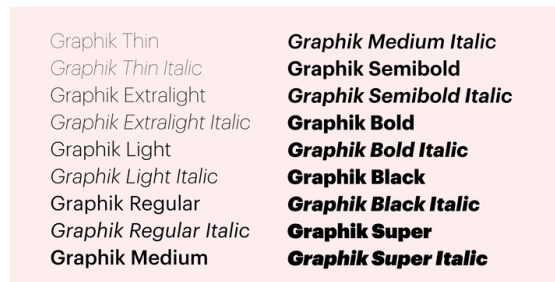 Graphik Thin
Graphik Thin Italic
Graphik Extralight
Graphik Extralight Italic
Graphik Light
Graphik Light Italic
Graphik Regular
Graphik Regular Italic
Graphik Medium
Graphik Medium Italic
Graphik Semibold
Graphik Semibold Italic
Graphik Bold
Graphik Bold Italic
Graphik Black
Graphik Black Italic
Graphik Super
Graphik Super Italic